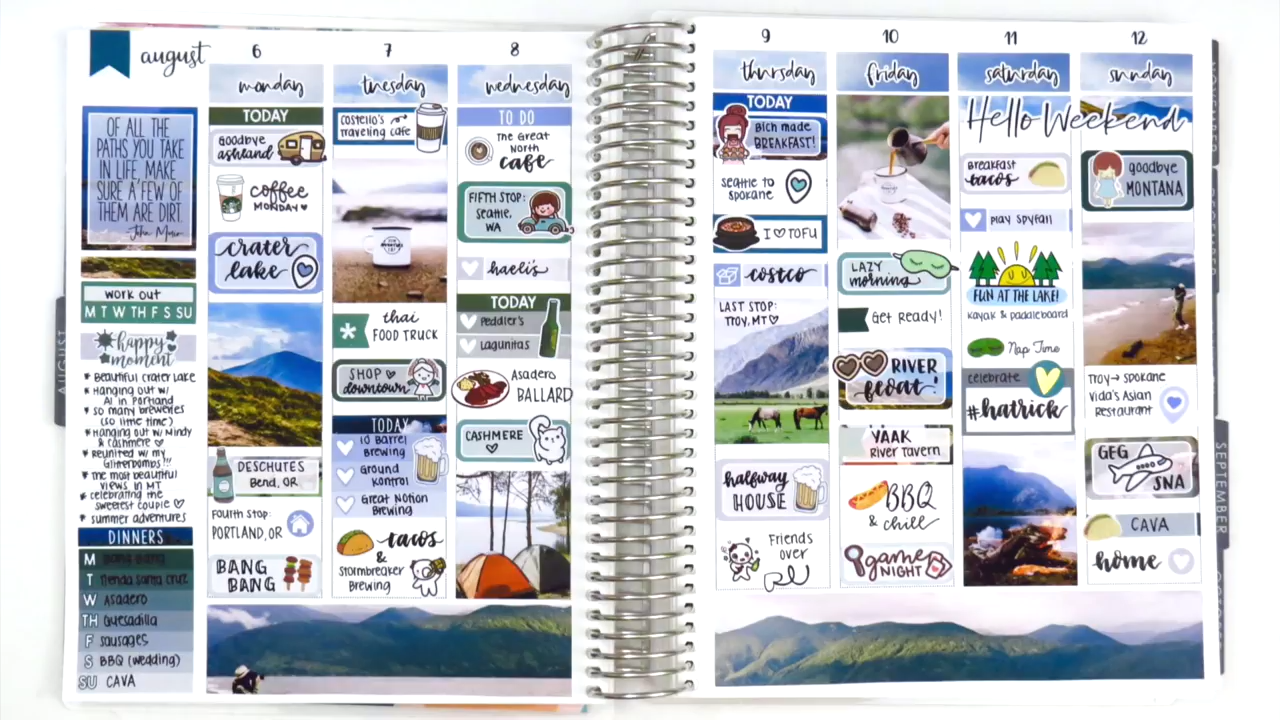 august
6
7
8
monday
tuesday
wednesday
OF ALL THE
PATHS YOU TAKE
IN LIFE, MAKE
SURE A FEW OF
THEM ARE DIRT.
-John Muir
work out
M T W TH F S SU
happy
moment
Beautiful crater Lake
Hanging out w/
Al in Portland
so many breweries
(so little time)
Hanging out w/ Mindy
& cashmere
Reunited w/ my
Glitterbombs!!!
The most beautiful
views in MT
celebrating the
sweetest couple
summer adventures
DINNERS
M
T Tienda Santa Cruz
W Asadero
TH Quesadilla
F sausages
S BBQ (wedding)
SU CAVA
TODAY
Goodbye
ashland
coffee
MONDAY
crater
lake
DESCHUTES
Bend, OR
Fourth Stop:
PORTLAND, OR
BANG
BANG
costello's
traveling cafe
thai
FOOD TRUCK
SHOP
downtown
TODAY
10 Barrel
Brewing
Ground
Kontrol
Great Notion
Brewing
tacos
&
Stormbreaker
Brewing
TO DO
The Great
North
cafe
FIFTH STOP:
Seattle,
WA
haeli's
TODAY
Peddler's
Lagunitas
Asadero
BALLARD
CASHMERE
9
10
11
12
thursday
friday
saturday
sunday
TODAY
Bich made
BREAKFAST!
Seattle to
Spokane
I TOFU
costco
LAST STOP:
TROY, MT
halfway
HOUSE
Friends
over
LAZY
morning
Get Ready!
RIVER
float!
YAAK
River Tavern
BBQ
& chill
game
NIGHT
Hello Weekend
Breakfast
tacos
Play Spyfall
FUN AT THE LAKE!
kayak & paddleboard
Nap Time
celebrate
#hatrick
goodbye
MONTANA
Troy → Spokane
Vida's Asian
Restaurant
GEG
SNA
CAVA
home
AUGUST
SEPTEMBER